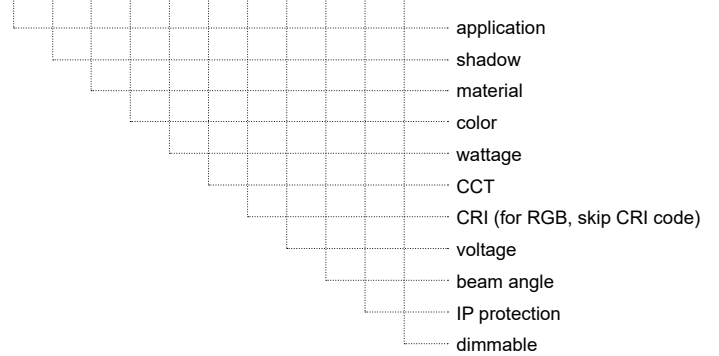 application
shadow
material
color
wattage
CCT
CRI (for RGB, skip CRI code)
voltage
beam angle
IP protection
dimmable